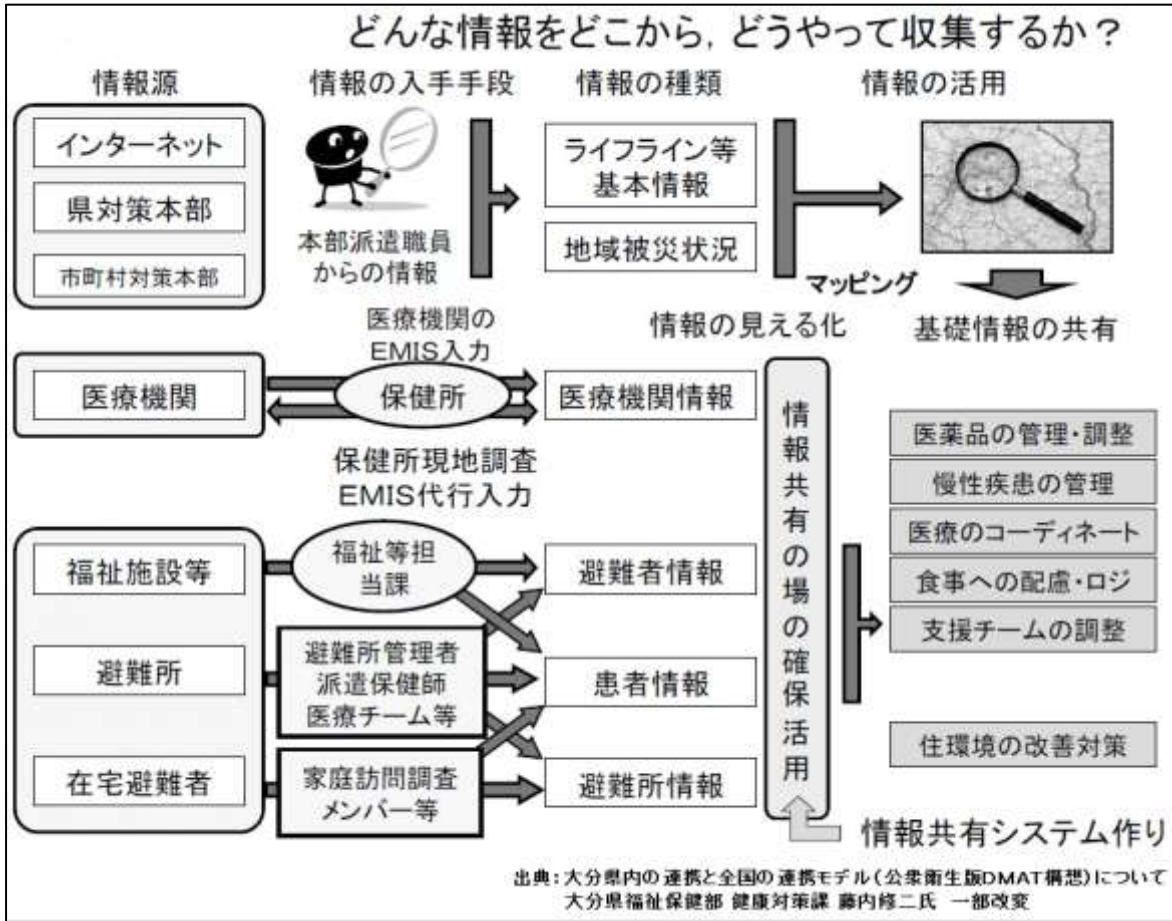 どんな情報をどこから,どうやって収集するか?
情報源
情報の入手手段
情報の種類
情報の活用
インターネット
県対策本部
市町村対策本部
本部派遣職員
からの情報
ライフライン等
基本情報
地域被災状況
マッピング
情報の見える化
基礎情報の共有
医療機関の
EMIS入力
医療機関
保健所
医療機関情報
保健所現地調査
EMIS代行入力
福祉施設等
福祉等担
当課
避難者情報
避難所
避難所管理者
派遣保健師
医療チーム等
患者情報
在宅避難者
家庭訪問調査
メンバー等
避難所情報
情報共有の場の確保活用
医薬品の管理・調整
慢性疾患の管理
医療のコーディネート
食事への配慮・ロジ
支援チームの調整
住環境の改善対策
情報共有システム作り
出典:大分県内の連携と全国の連携モデル(公衆衛生版DMAT構想)について
大分県福祉保健部 健康対策課 藤内修二氏 一部改変